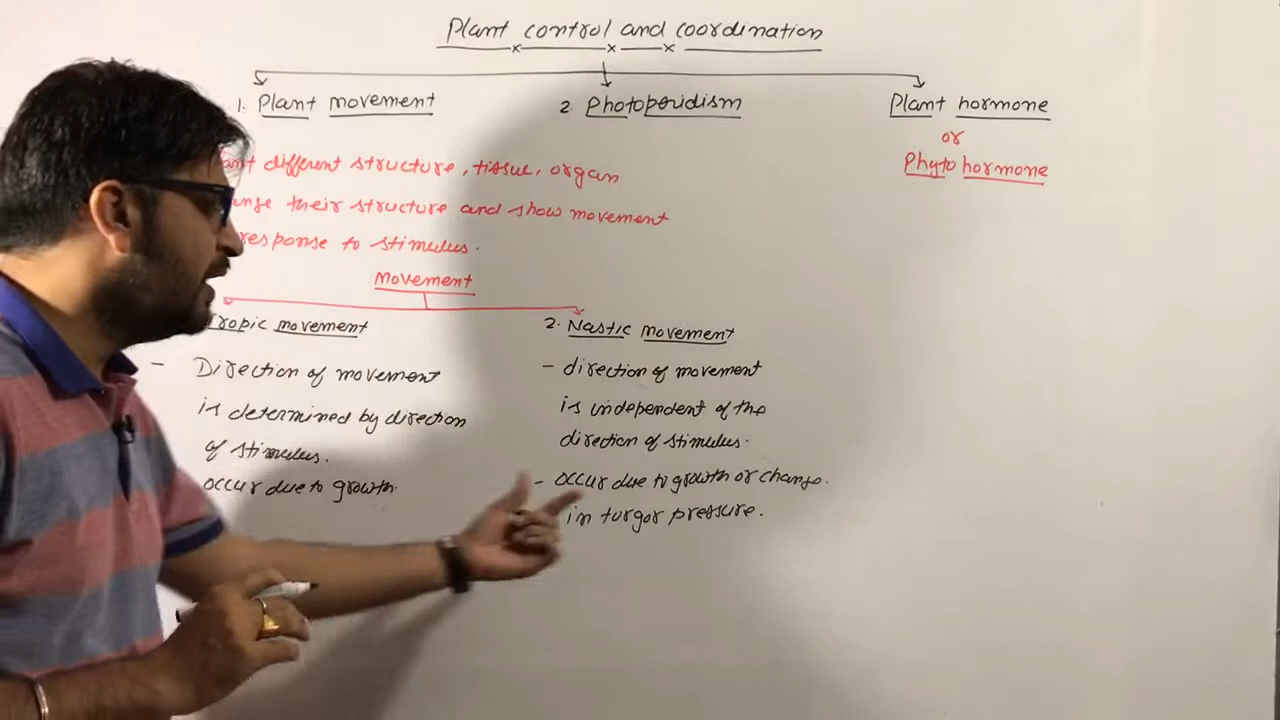 Plant control and coordination
1. Plant movement
2. Photoperidism
Plant hormone
or
Phyto hormone
different structure, tissue, organ
their structure and show movement
response to stimulus.
Movement
Tropic movement
- Direction of movement
is determined by direction
of stimulus.
occur due to growth.
2. Nastic movement
- direction of movement
is independent of the
direction of stimulus.
- occur due to growth or change
in turgor pressure.